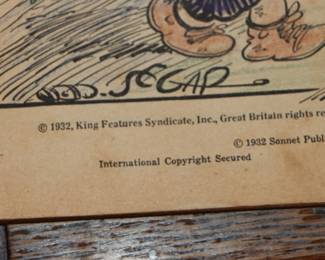 SEGAR
© 1932, King Features Syndicate, Inc., Great Britain rights re
© 1932 Sonnet Publ
International Copyright Secured